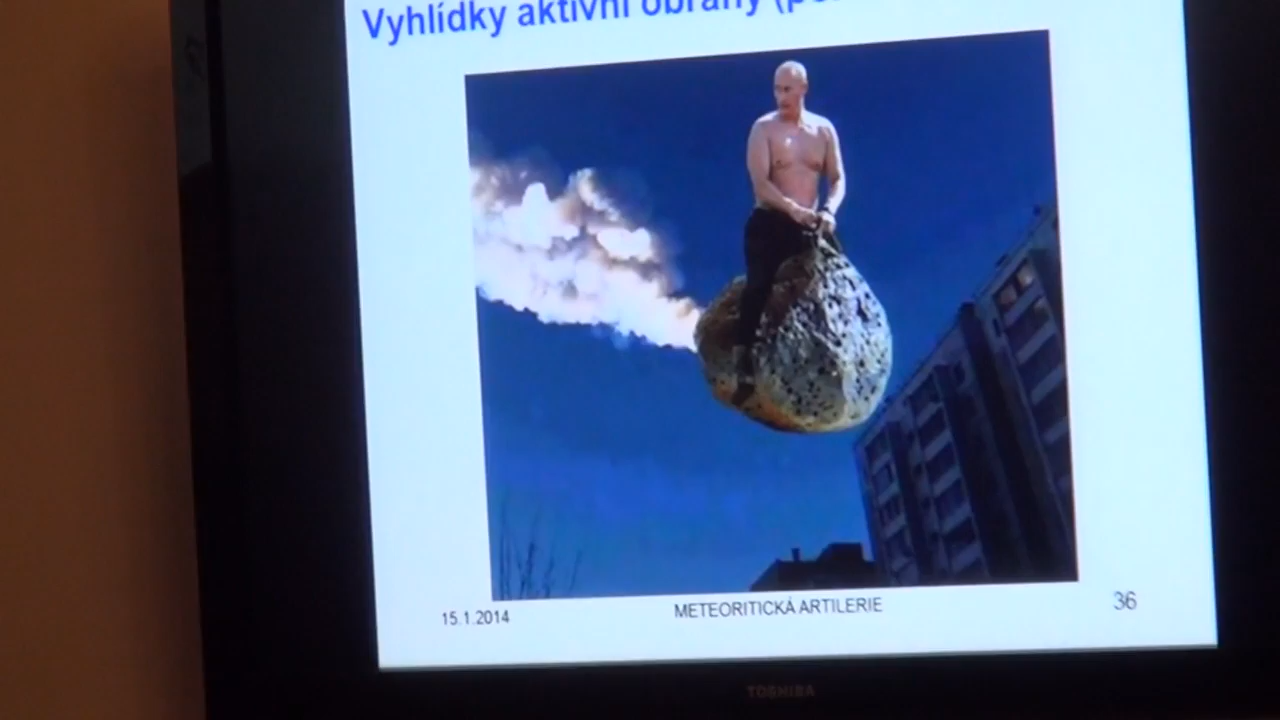 Vyhlídky aktivní obrany
15.1.2014
METEORITICKÁ ARTILERIE
36
TOSHIBA